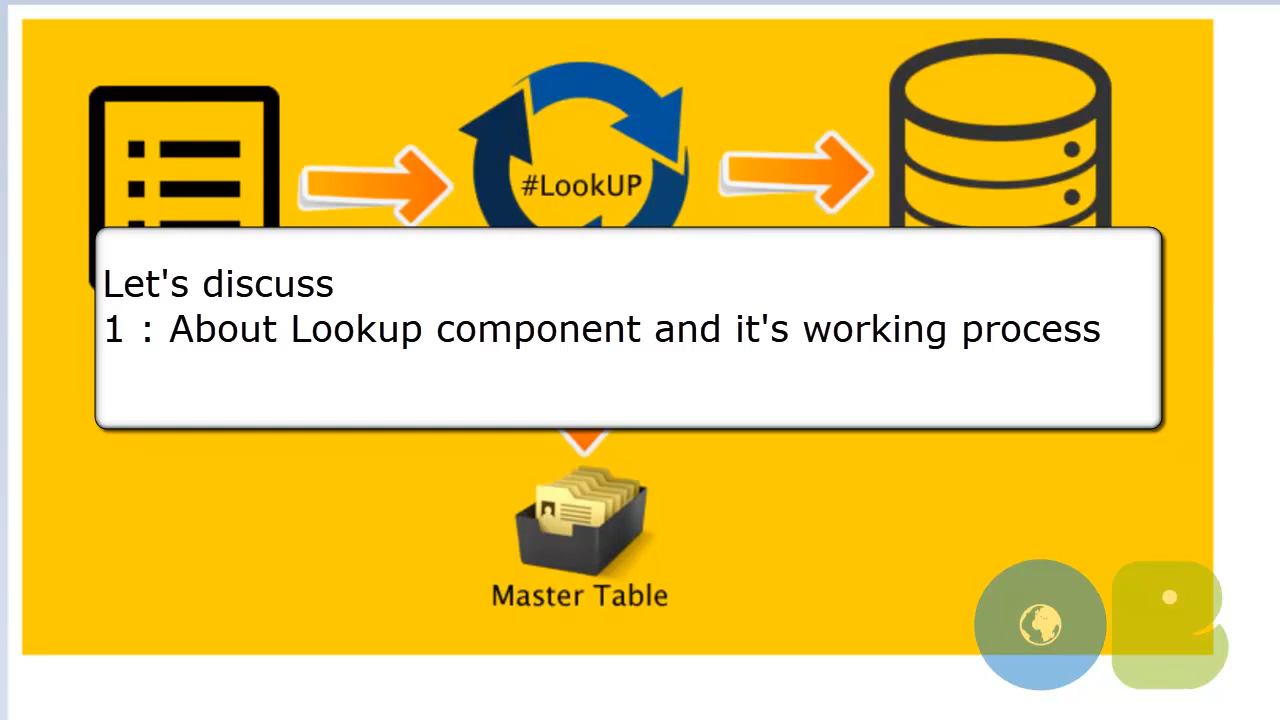 #LookUP
Let's discuss
1 : About Lookup component and it's working process
Master Table